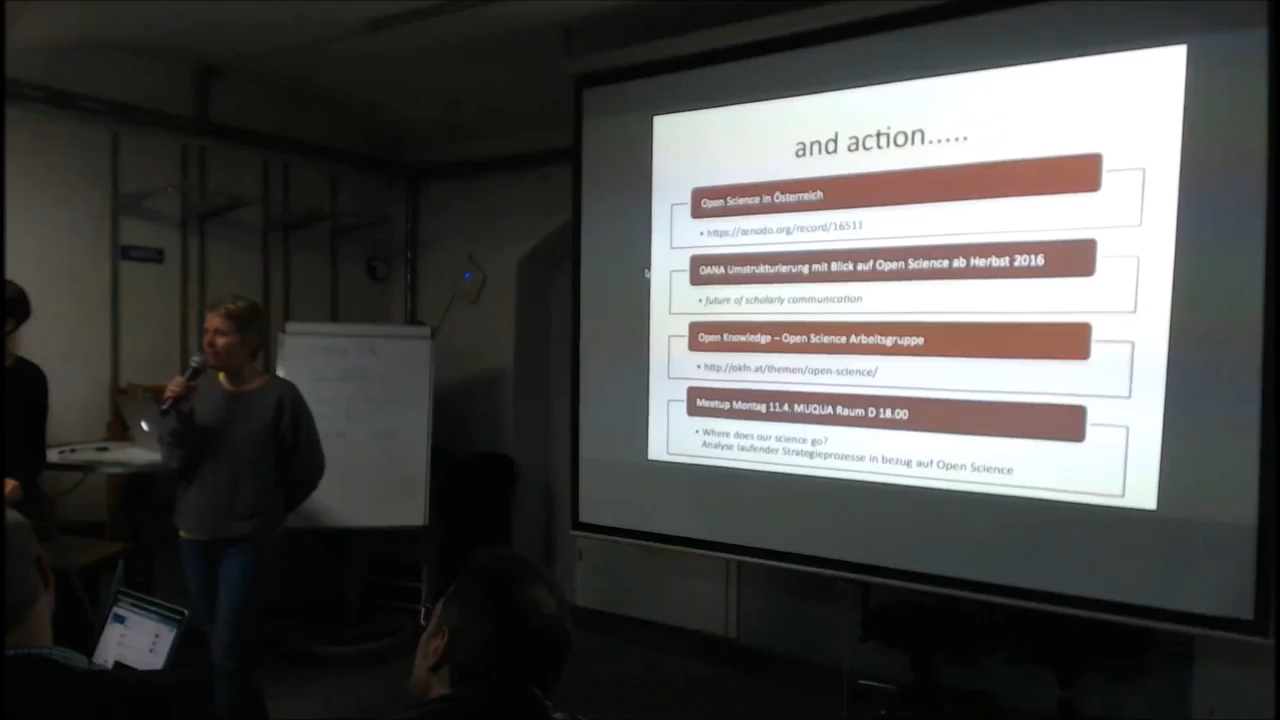 and action.....
Open Science in Österreich
• https://zenodo.org/record/16511
OANA Umstrukturierung mit Blick auf Open Science ab Herbst 2016
• future of scholarly communication
Open Knowledge – Open Science Arbeitsgruppe
• http://okfn.at/themen/open-science/
Meetup Montag 11.4. MUQUA Raum D 18.00
• Where does our science go?
Analyse laufender Strategieprozesse in bezug auf Open Science